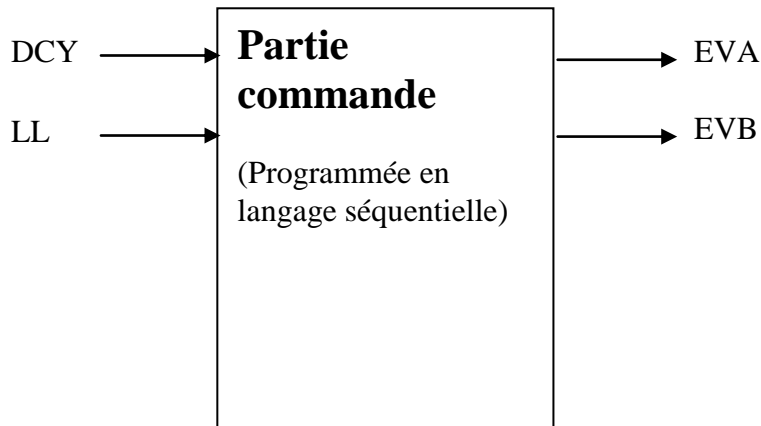 DCY
LL
Partie
commande
(Programmée en
langage séquentielle)
EVA
EVB